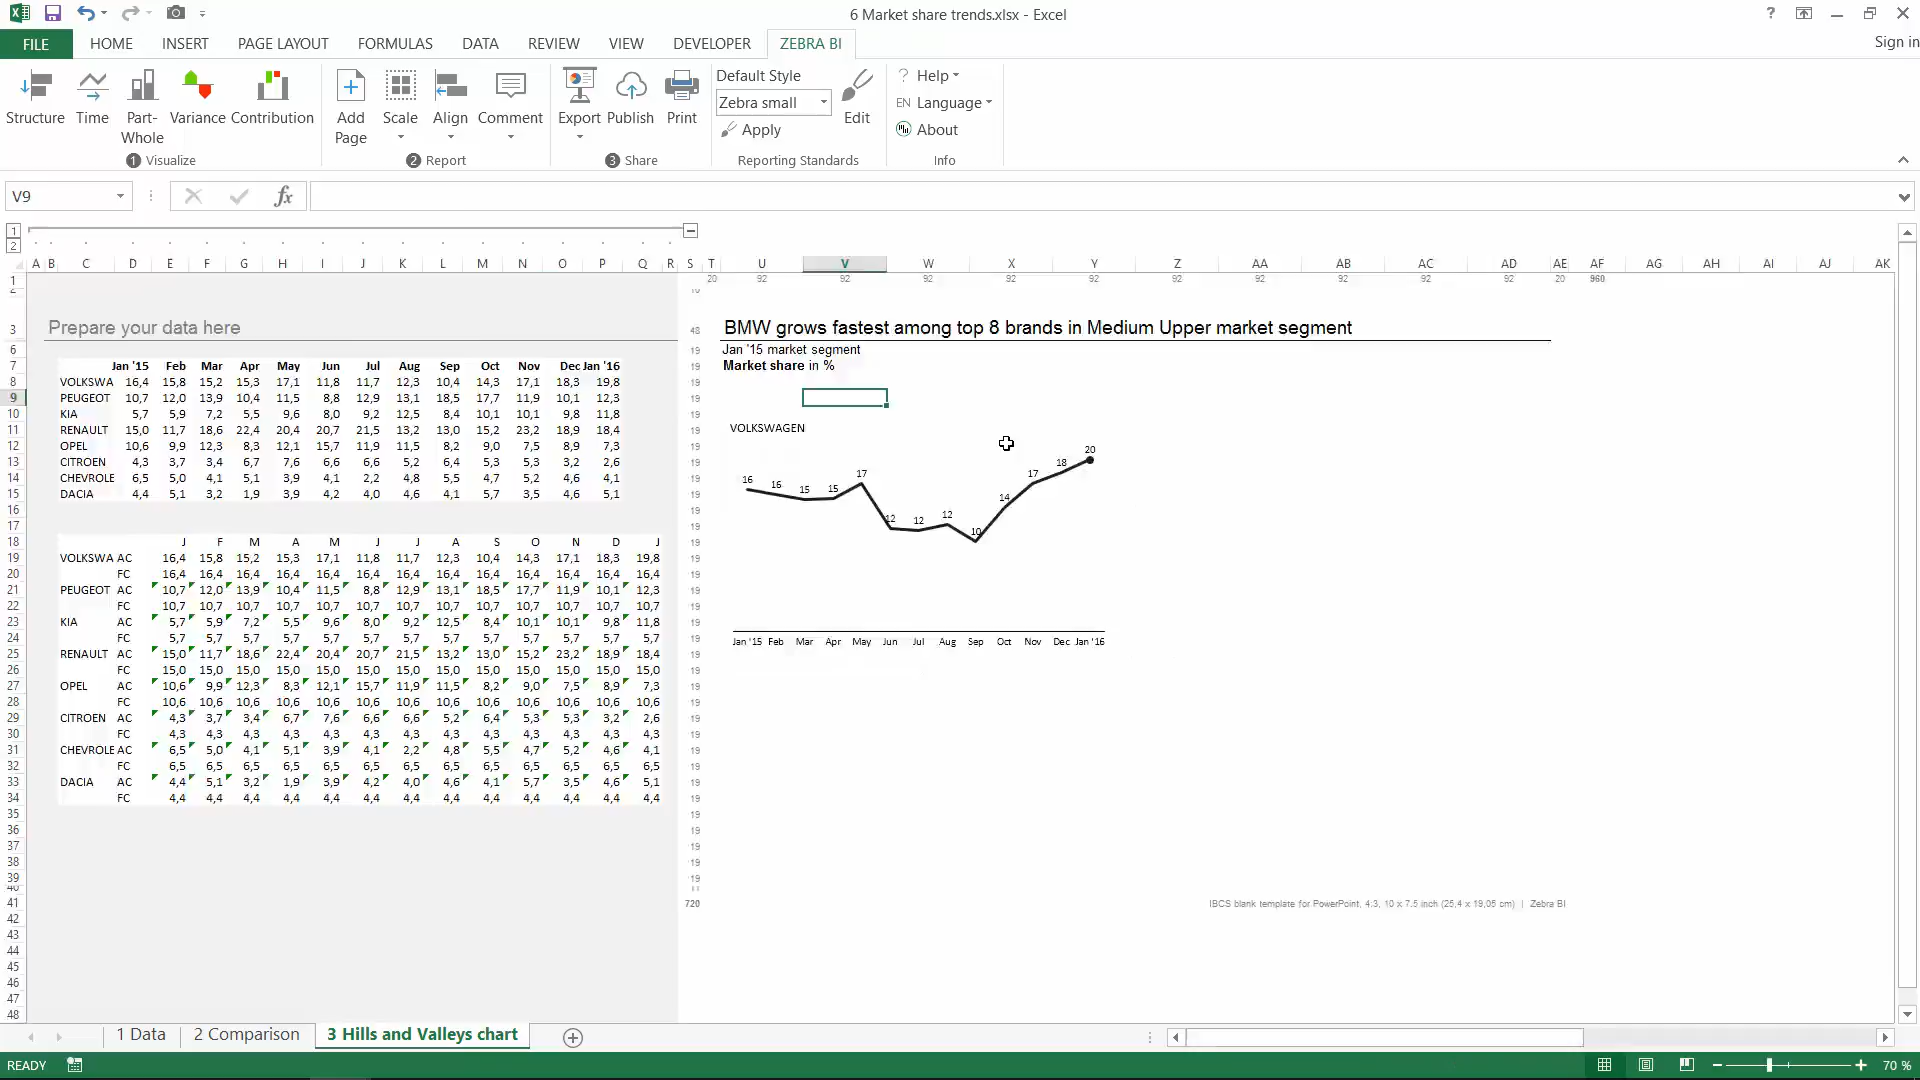 6 Market share trends.xlsx - Excel
?
FILE HOME INSERT PAGE LAYOUT FORMULAS DATA REVIEW VIEW DEVELOPER ZEBRA BI Sign in
Structure Time Part-Whole Variance Contribution
1 Visualize
Add Page Scale Align Comment
2 Report
Export Publish Print
3 Share
Default Style
Zebra small
Apply
Edit
Reporting Standards
? Help
EN Language
About
Info
V9
fx
1
2
A B C D E F G H I J K L M N O P Q R S T U V W X Y Z AA AB AC AD AE AF AG AH AI AJ AK
20 92 92 92 92 92 92 92 92 92 92 20 960
Prepare your data here
Jan '15 Feb Mar Apr May Jun Jul Aug Sep Oct Nov Dec Jan '16
VOLKSWA 16,4 15,8 15,2 15,3 17,1 11,8 11,7 12,3 10,4 14,3 17,1 18,3 19,8
PEUGEOT 10,7 12,0 13,9 10,4 11,5 8,8 12,9 13,1 18,5 17,7 11,9 10,1 12,3
KIA 5,7 5,9 7,2 5,5 9,6 8,0 9,2 12,5 8,4 10,1 10,1 9,8 11,8
RENAULT 15,0 11,7 18,6 22,4 20,4 20,7 21,5 13,2 13,0 15,2 23,2 18,9 18,4
OPEL 10,6 9,9 12,3 8,3 12,1 15,7 11,9 11,5 8,2 9,0 7,5 8,9 7,3
CITROEN 4,3 3,7 3,4 6,7 7,6 6,6 6,6 5,2 6,4 5,3 5,3 3,2 2,6
CHEVROLE 6,5 5,0 4,1 5,1 3,9 4,1 2,2 4,8 5,5 4,7 5,2 4,6 4,1
DACIA 4,4 5,1 3,2 1,9 3,9 4,2 4,0 4,6 4,1 5,7 3,5 4,6 5,1
J F M A M J J A S O N D J
VOLKSWA AC 16,4 15,8 15,2 15,3 17,1 11,8 11,7 12,3 10,4 14,3 17,1 18,3 19,8
FC 16,4 16,4 16,4 16,4 16,4 16,4 16,4 16,4 16,4 16,4 16,4 16,4 16,4
PEUGEOT AC 10,7 12,0 13,9 10,4 11,5 8,8 12,9 13,1 18,5 17,7 11,9 10,1 12,3
FC 10,7 10,7 10,7 10,7 10,7 10,7 10,7 10,7 10,7 10,7 10,7 10,7 10,7
KIA AC 5,7 5,9 7,2 5,5 9,6 8,0 9,2 12,5 8,4 10,1 10,1 9,8 11,8
FC 5,7 5,7 5,7 5,7 5,7 5,7 5,7 5,7 5,7 5,7 5,7 5,7 5,7
RENAULT AC 15,0 11,7 18,6 22,4 20,4 20,7 21,5 13,2 13,0 15,2 23,2 18,9 18,4
FC 15,0 15,0 15,0 15,0 15,0 15,0 15,0 15,0 15,0 15,0 15,0 15,0 15,0
OPEL AC 10,6 9,9 12,3 8,3 12,1 15,7 11,9 11,5 8,2 9,0 7,5 8,9 7,3
FC 10,6 10,6 10,6 10,6 10,6 10,6 10,6 10,6 10,6 10,6 10,6 10,6 10,6
CITROEN AC 4,3 3,7 3,4 6,7 7,6 6,6 6,6 5,2 6,4 5,3 5,3 3,2 2,6
FC 4,3 4,3 4,3 4,3 4,3 4,3 4,3 4,3 4,3 4,3 4,3 4,3 4,3
CHEVROLE AC 6,5 5,0 4,1 5,1 3,9 4,1 2,2 4,8 5,5 4,7 5,2 4,6 4,1
FC 6,5 6,5 6,5 6,5 6,5 6,5 6,5 6,5 6,5 6,5 6,5 6,5 6,5
DACIA AC 4,4 5,1 3,2 1,9 3,9 4,2 4,0 4,6 4,1 5,7 3,5 4,6 5,1
FC 4,4 4,4 4,4 4,4 4,4 4,4 4,4 4,4 4,4 4,4 4,4 4,4 4,4
BMW grows fastest among top 8 brands in Medium Upper market segment
Jan '15 market segment
Market share in %
VOLKSWAGEN
16 16 15 15 17 12 12 12 10 14 17 18 20
Jan '15 Feb Mar Apr May Jun Jul Aug Sep Oct Nov Dec Jan '16
720
IBCS blank template for PowerPoint, 4:3, 10 x 7.5 inch (25,4 x 19,05 cm) | Zebra BI
1 Data 2 Comparison 3 Hills and Valleys chart
READY
70 %